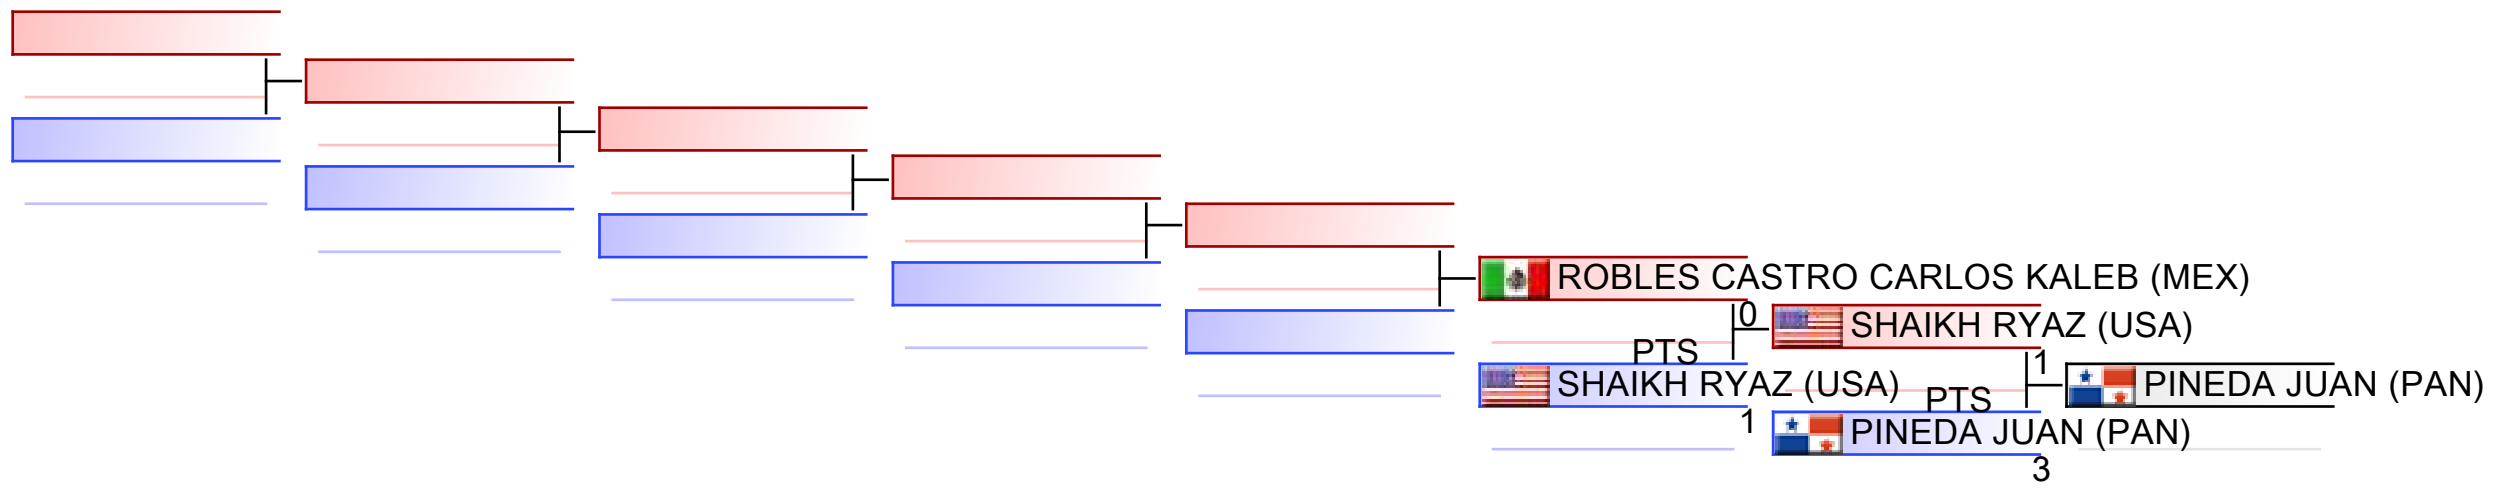 ROBLES CASTRO CARLOS KALEB (MEX)
0
PTS
SHAIKH RYAZ (USA)
1
SHAIKH RYAZ (USA)
1
PTS
PINEDA JUAN (PAN)
3
PINEDA JUAN (PAN)